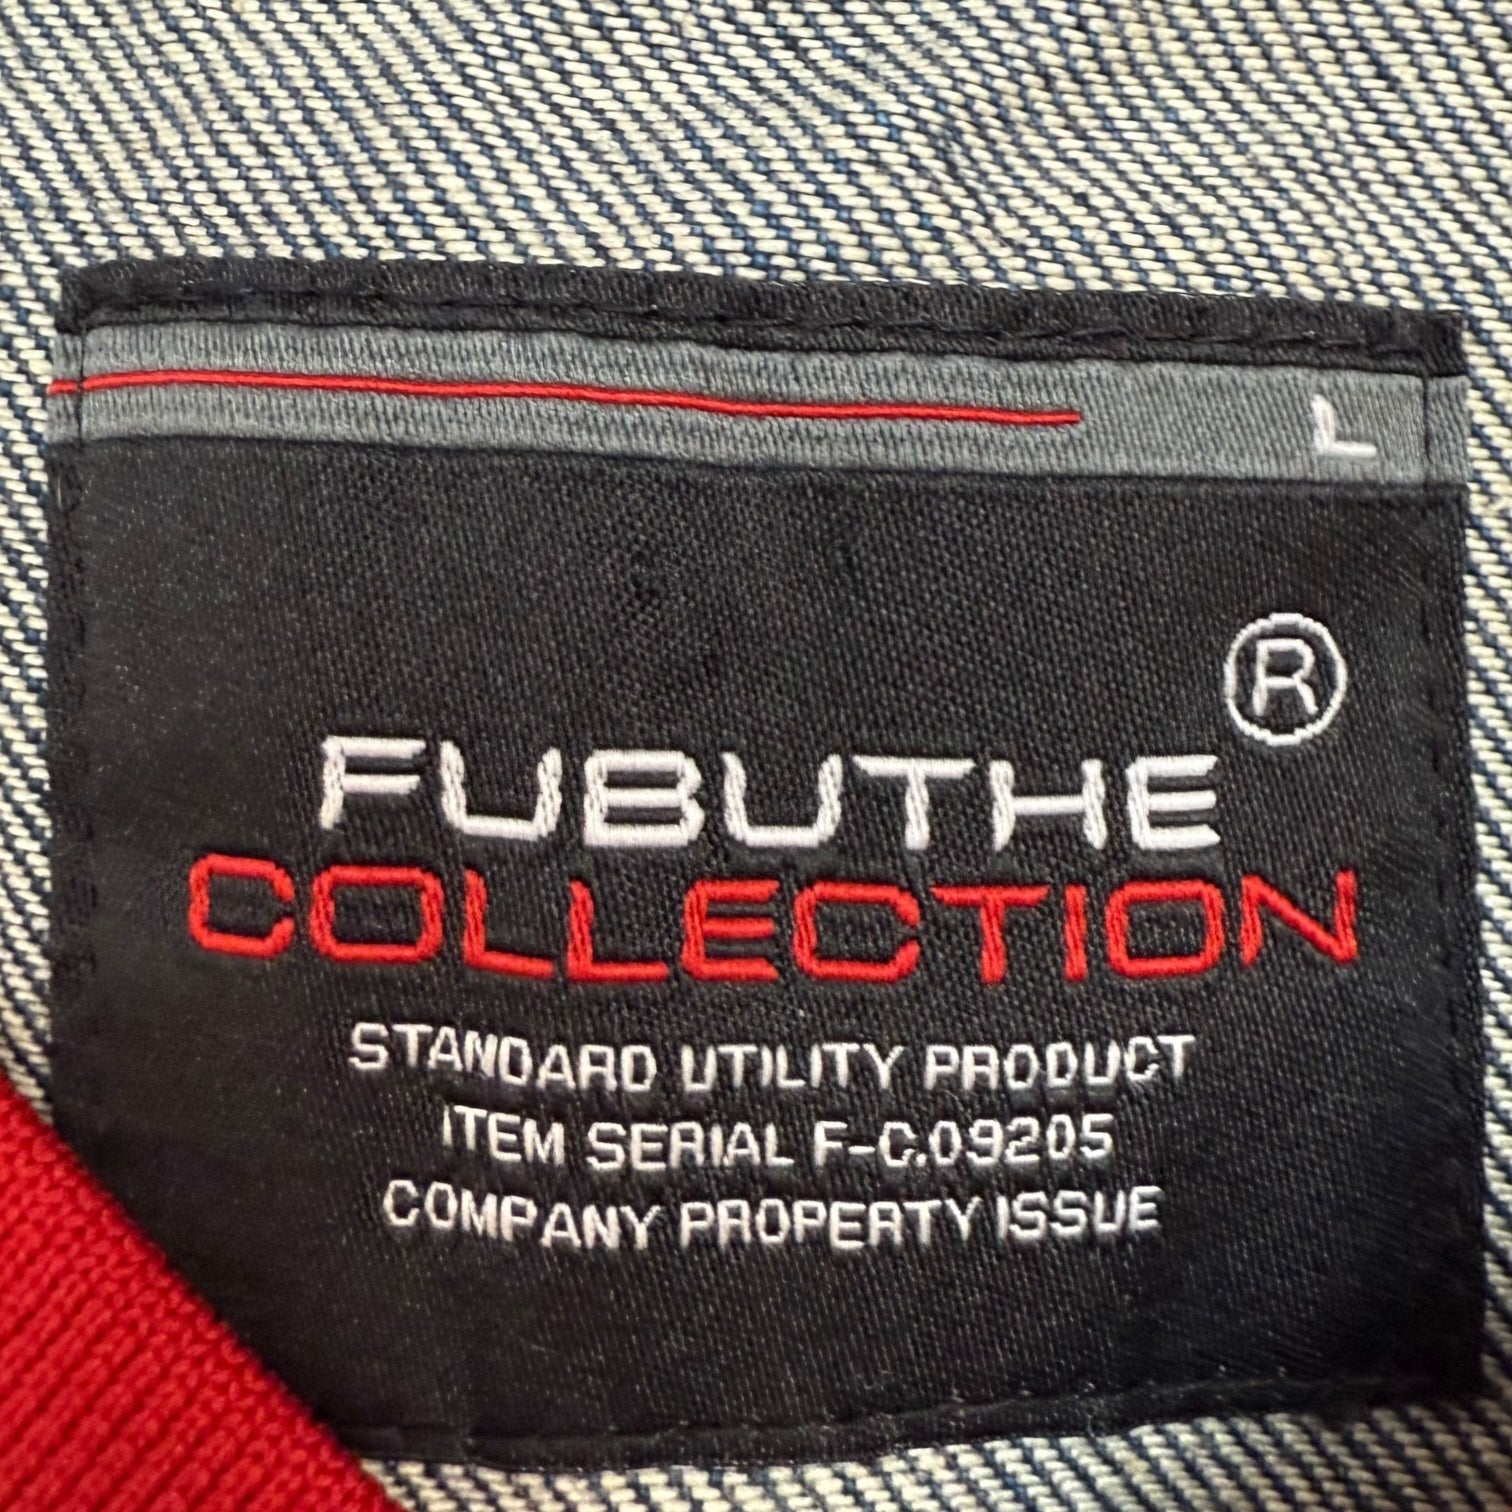 L
®
FUBUTHE
COLLECTION
STANDARD UTILITY PRODUCT
ITEM SERIAL F-C.09205
COMPANY PROPERTY ISSUE